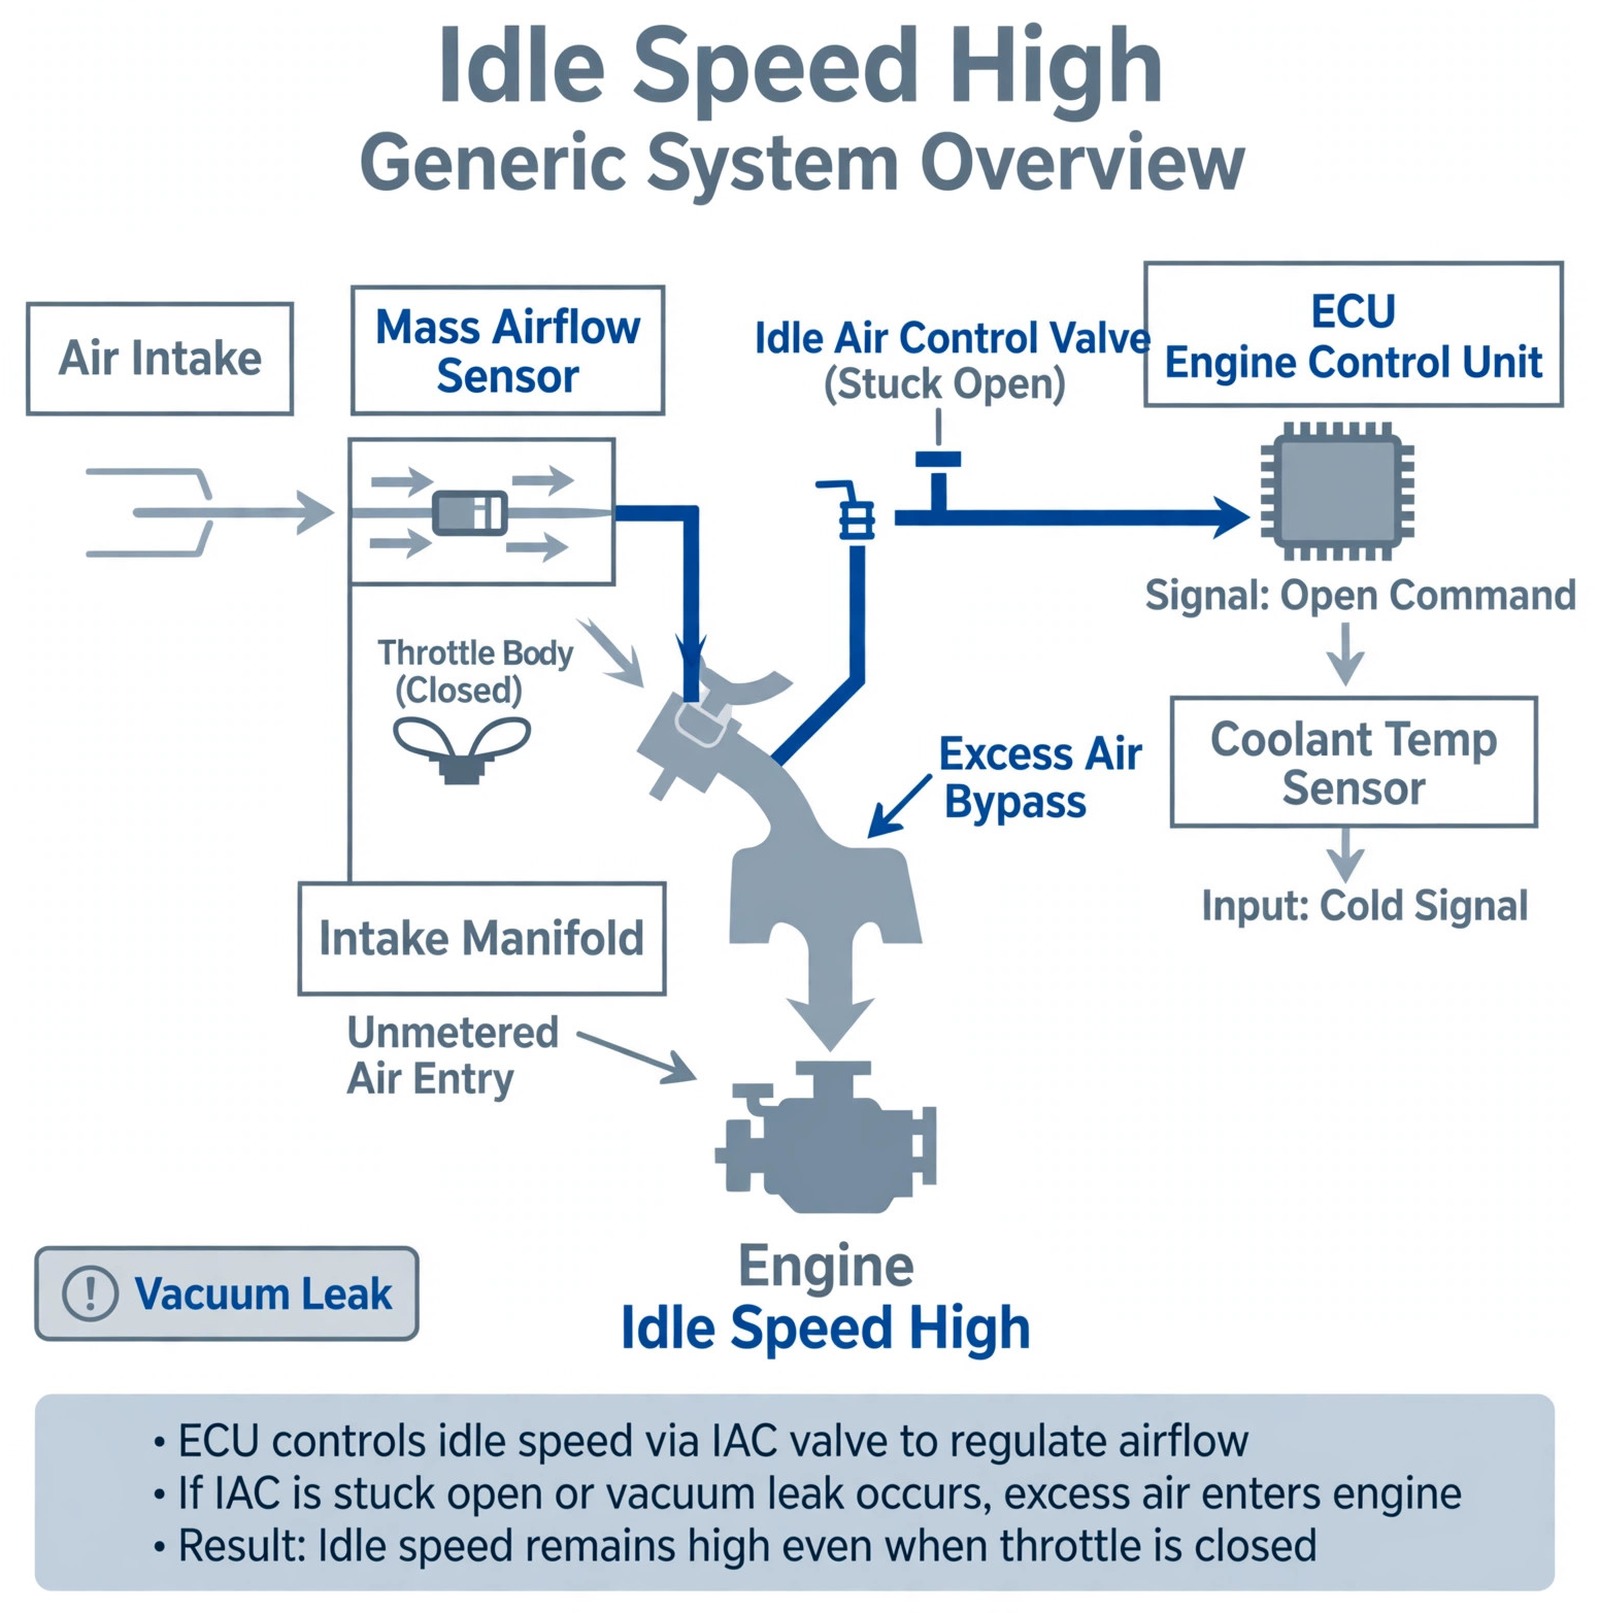 Idle Speed High
Generic System Overview
Air Intake
Mass Airflow
Sensor
Idle Air Control Valve
(Stuck Open)
ECU
Engine Control Unit
Signal: Open Command
Throttle Body
(Closed)
Coolant Temp
Sensor
Excess Air
Bypass
Input: Cold Signal
Intake Manifold
Unmetered
Air Entry
Vacuum Leak
Engine
Idle Speed High
• ECU controls idle speed via IAC valve to regulate airflow
• If IAC is stuck open or vacuum leak occurs, excess air enters engine
• Result: Idle speed remains high even when throttle is closed